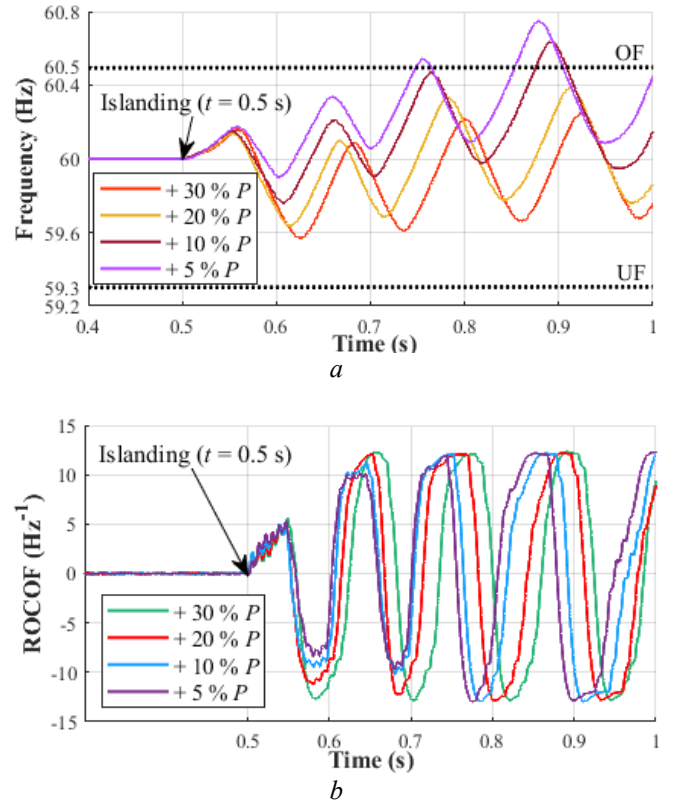 60.8
60.5
60.4
60
59.6
59.3
59.2
Frequency (Hz)
OF
Islanding (t = 0.5 s)
+ 30 % P
+ 20 % P
+ 10 % P
+ 5 % P
UF
0.4 0.5 0.6 0.7 0.8 0.9 1
Time (s)
a
15
10
5
0
-5
-10
-15
ROCOF (Hz-1)
Islanding (t = 0.5 s)
+ 30 % P
+ 20 % P
+ 10 % P
+ 5 % P
0.5 0.6 0.7 0.8 0.9 1
Time (s)
b